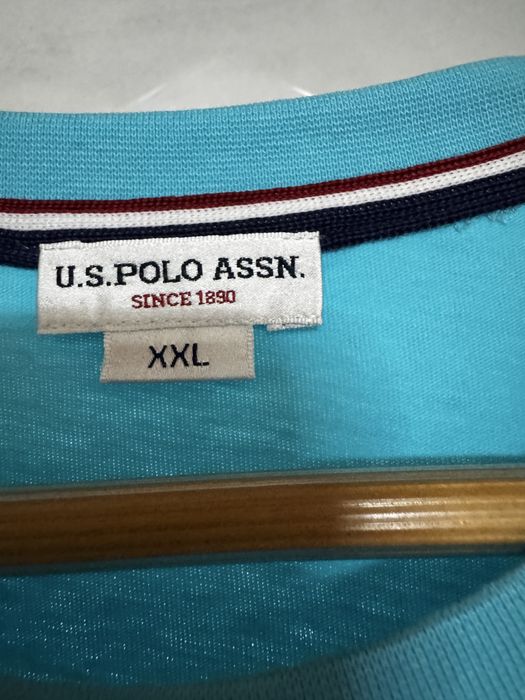 U.S. POLO ASSN.
SINCE 1890
XXL